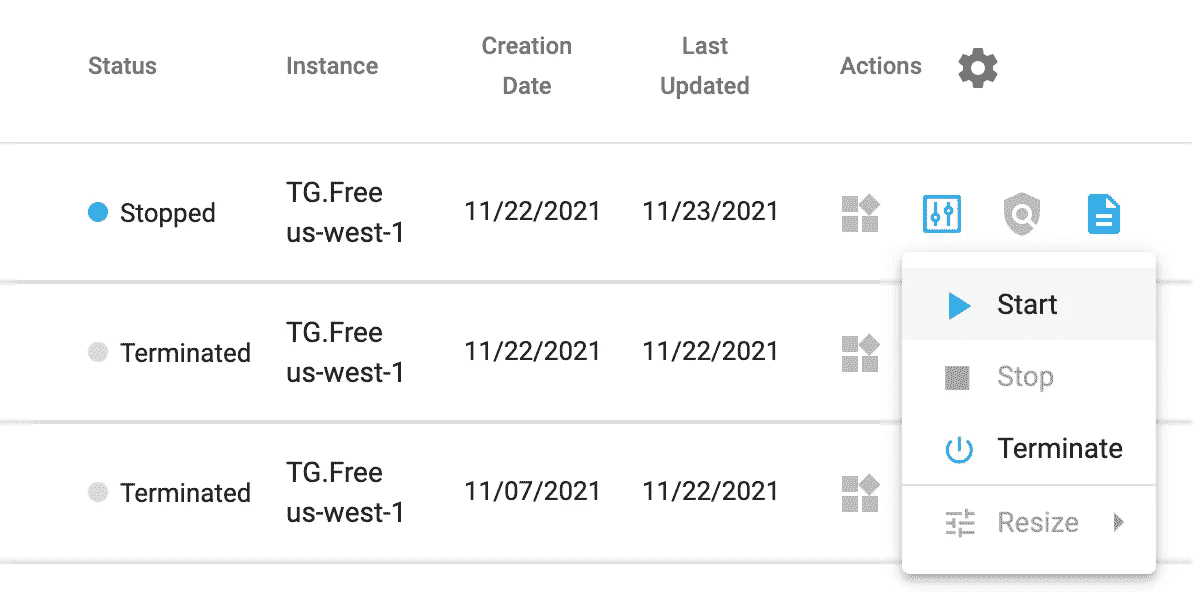 Status Instance Creation Date Last Updated Actions
Stopped TG.Free us-west-1 11/22/2021 11/23/2021
Terminated TG.Free us-west-1 11/22/2021 11/22/2021
Terminated TG.Free us-west-1 11/07/2021 11/22/2021
Start
Stop
Terminate
Resize